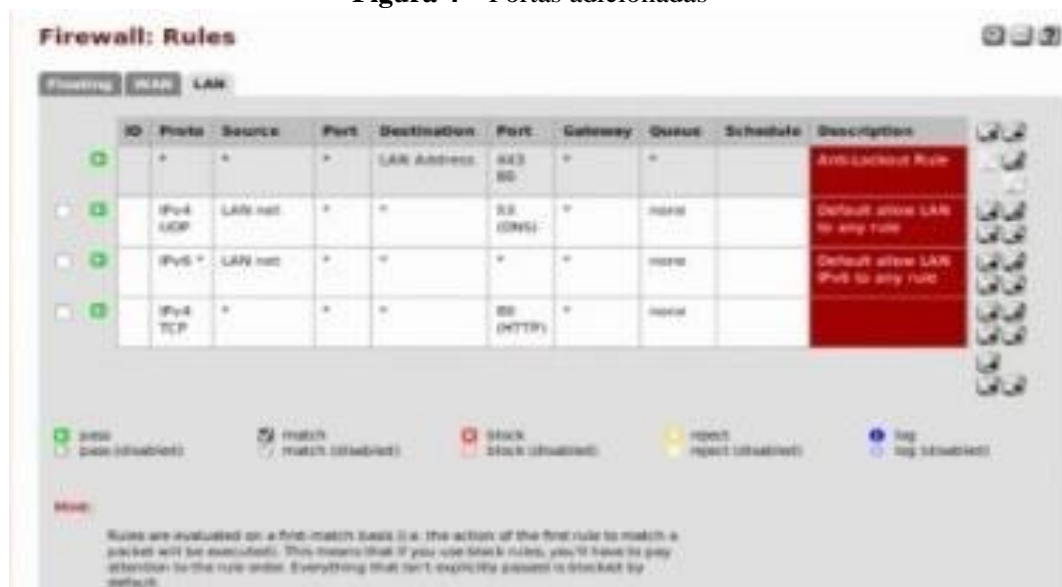 Figura 4 – Portas adicionadas
Firewall: Rules
Floating WAN LAN
ID Proto Source Port Destination Port Gateway Queue Schedule Description
* * * LAN Address 443 * * Anti-Lockout Rule
80
IPv4 LAN net * * 53 * none Default allow LAN
UDP (DNS) to any rule
IPv6 * LAN net * * * * none Default allow LAN
IPv6 to any rule
IPv4 * * * 80 * none
TCP (HTTP)
pass match block reject log
pass (disabled) match (disabled) block (disabled) reject (disabled) log (disabled)
Hint:
Rules are evaluated on a first-match basis (i.e. the action of the first rule to match a
packet will be executed). This means that if you use block rules, you'll have to pay
attention to the rule order. Everything that isn't explicitly passed is blocked by
default.